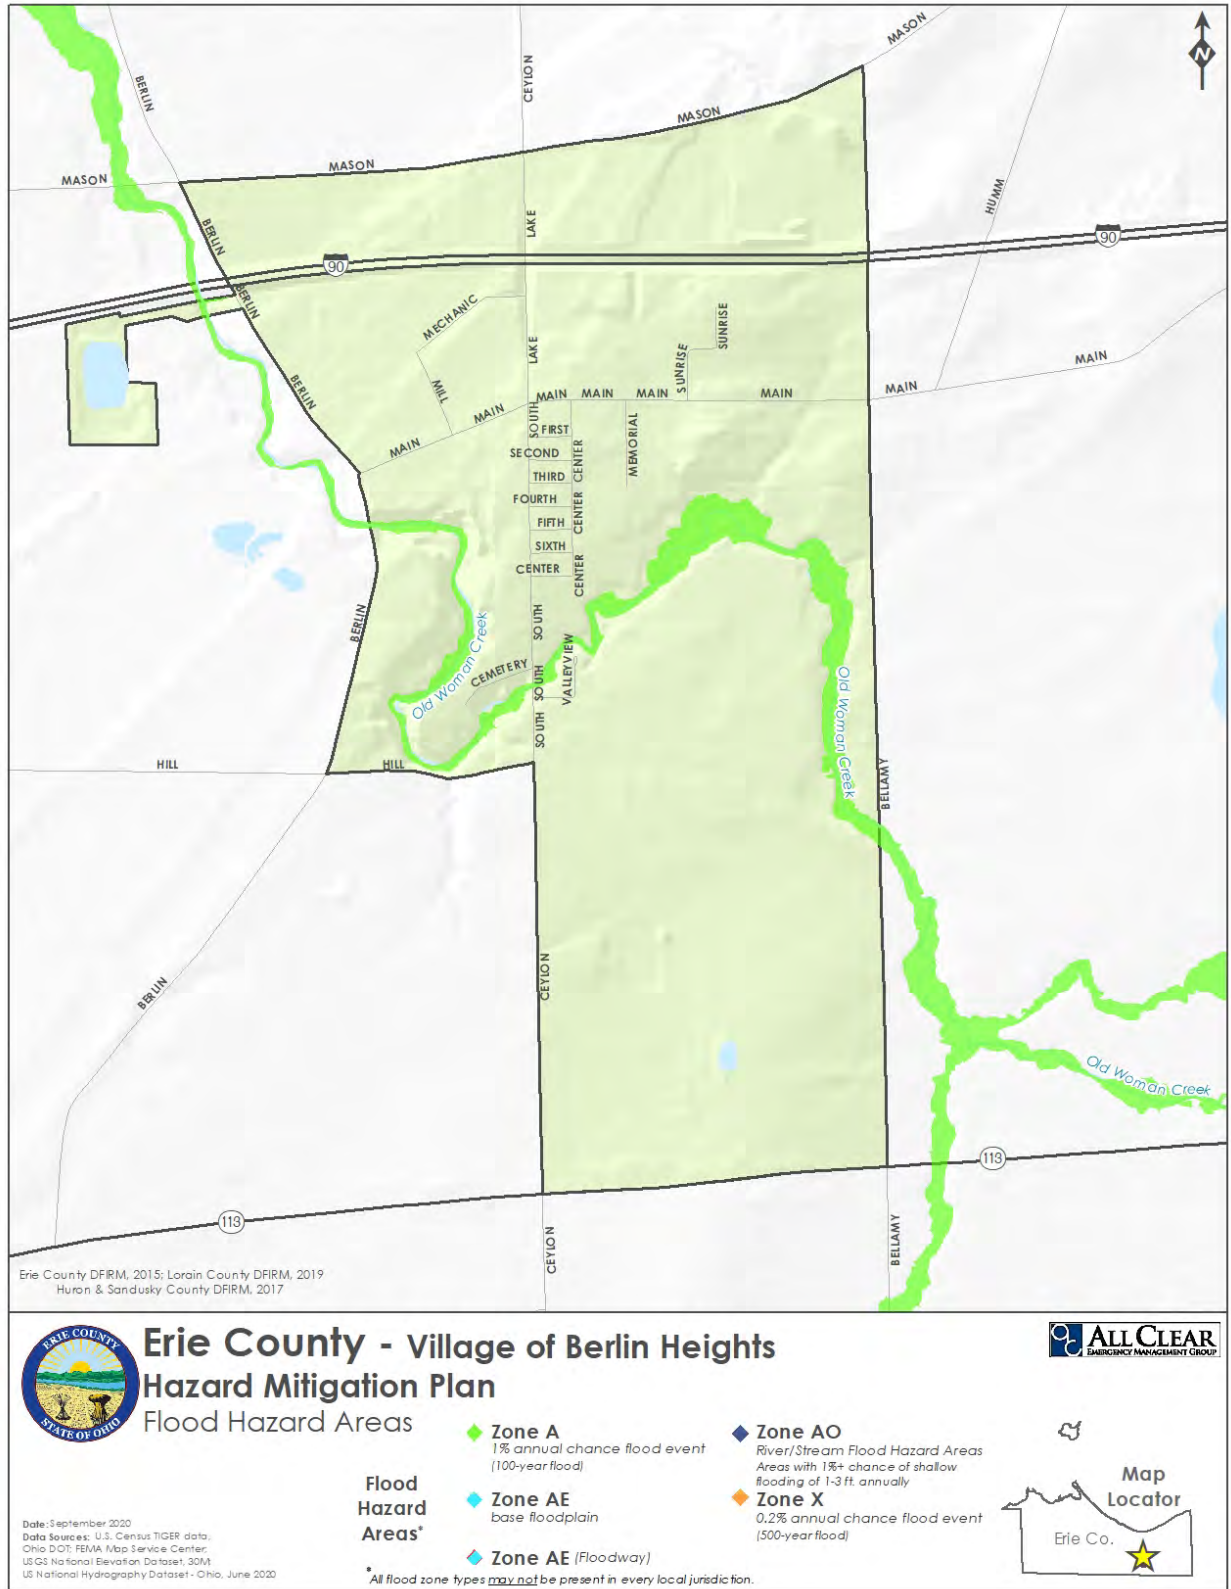 MASON
N
BERLIN
CEYLON
MASON
MASON
MASON
HUMM
BERLIN
LAKE
90
90
BERLIN
MECHANIC
SUNRISE
LAKE
SUNRISE
MAIN
BERLIN
MILL
MAIN
MAIN
MAIN
MAIN
MAIN
MAIN
MAIN
SOUTH
FIRST
SECOND
CENTER
MEMORIAL
THIRD
FOURTH
CENTER
FIFTH
SIXTH
CENTER
CENTER
BERLIN
SOUTH
Old Woman Creek
CEMETERY
VALLEYVIEW
SOUTH
SOUTH
Old Woman Creek
HILL
HILL
BELLAMY
CEYLON
BERLIN
Old Woman Creek
113
113
CEYLON
BELLAMY
Erie County DFIRM, 2015; Lorain County DFIRM, 2019
Huron & Sandusky County DFIRM, 2017
ERIE COUNTY
STATE OF OHIO
Erie County - Village of Berlin Heights
Hazard Mitigation Plan
Flood Hazard Areas
ALL CLEAR
EMERGENCY MANAGEMENT GROUP
Flood
Hazard
Areas*
Zone A
1% annual chance flood event
(100-year flood)
Zone AE
base floodplain
Zone AE (Floodway)
Zone AO
River/Stream Flood Hazard Areas
Areas with 1%+ chance of shallow
flooding of 1-3 ft. annually
Zone X
0.2% annual chance flood event
(500-year flood)
*All flood zone types may not be present in every local jurisdiction.
Map
Locator
Erie Co.
Date: September 2020
Data Sources: U.S. Census TIGER data,
Ohio DOT; FEMA Map Service Center;
USGS National Elevation Dataset, 30M;
US National Hydrography Dataset - Ohio, June 2020